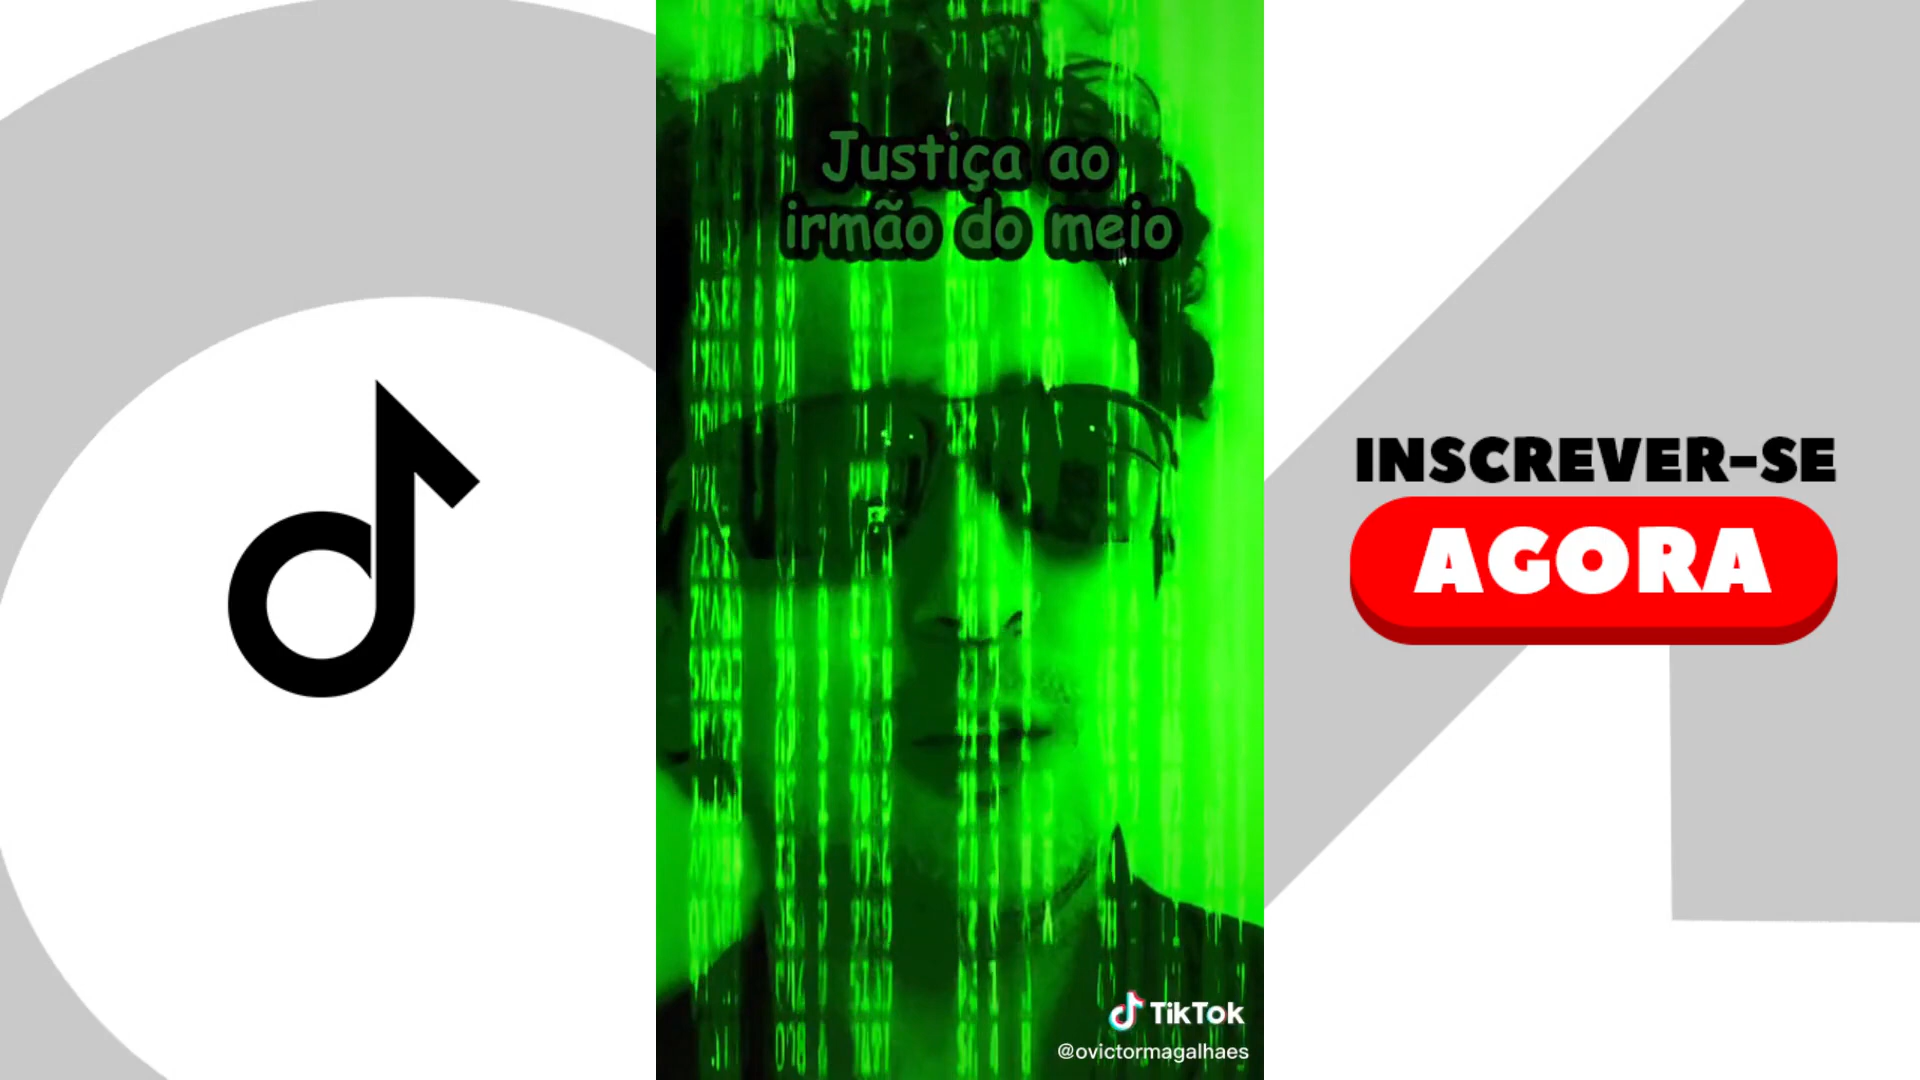 Justiça ao
irmão do meio
INSCREVER-SE
AGORA
TikTok
@ovictormagalhaes